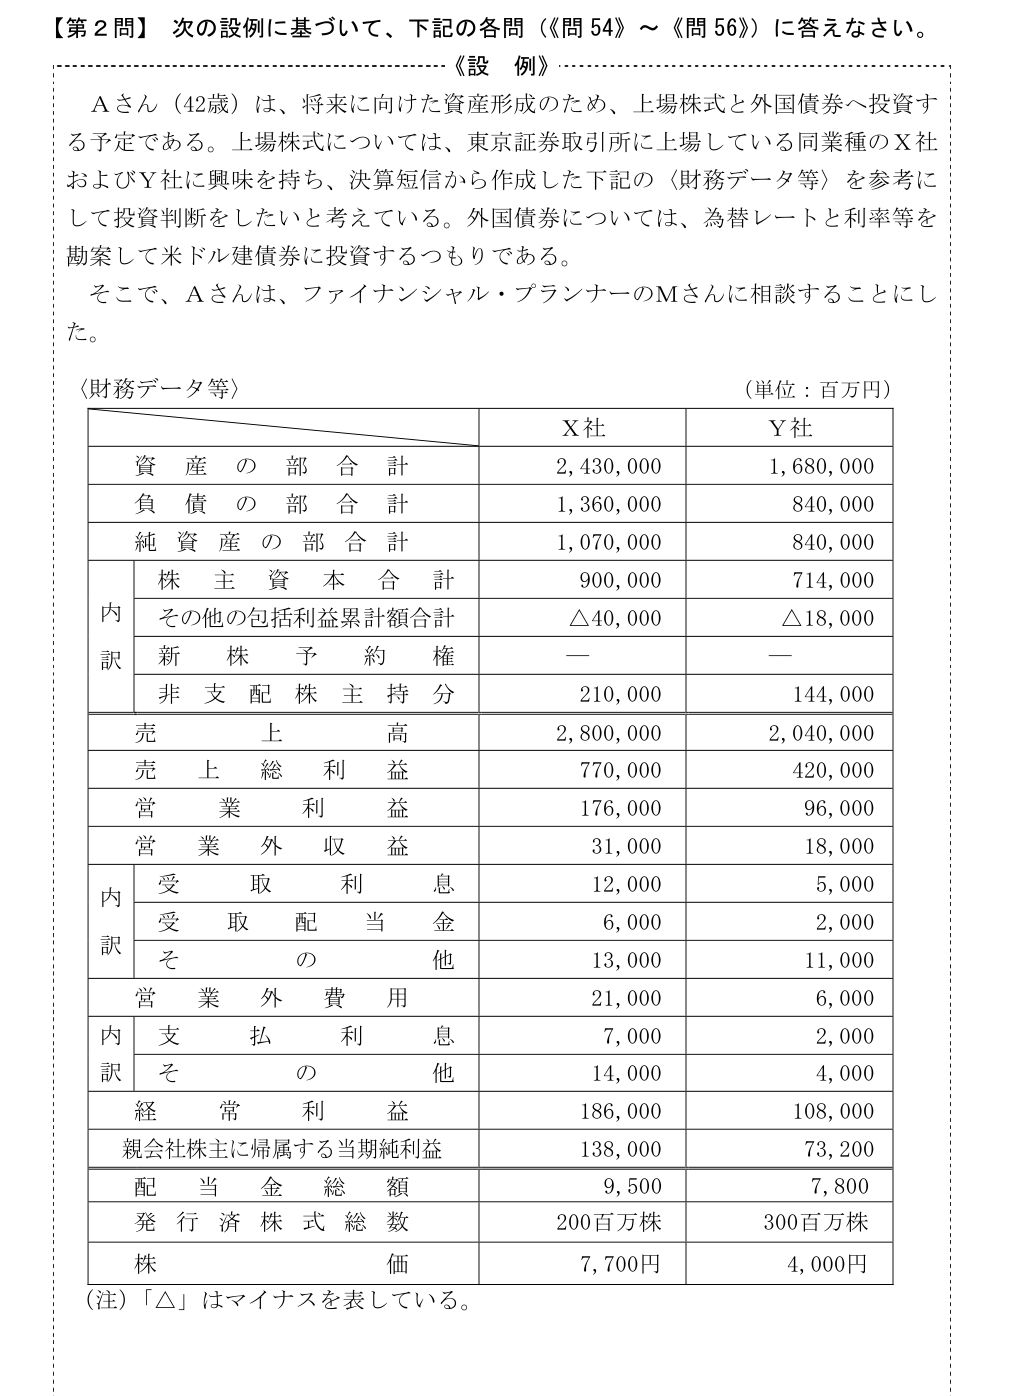 【第２問】 次の設例に基づいて、下記の各問（《問 54》～《問 56》）に答えなさい。
《設　例》
Ａさん（42歳）は、将来に向けた資産形成のため、上場株式と外国債券へ投資す
る予定である。上場株式については、東京証券取引所に上場している同業種のＸ社
およびＹ社に興味を持ち、決算短信から作成した下記の〈財務データ等〉を参考に
して投資判断をしたいと考えている。外国債券については、為替レートと利率等を
勘案して米ドル建債券に投資するつもりである。
そこで、Ａさんは、ファイナンシャル・プランナーのＭさんに相談することにし
た。
〈財務データ等〉 （単位：百万円）
Ｘ社 Ｙ社
資産の部合計 2,430,000 1,680,000
負債の部合計 1,360,000 840,000
純資産の部合計 1,070,000 840,000
内訳
株主資本合計 900,000 714,000
その他の包括利益累計額合計 △40,000 △18,000
新株予約権 ― ―
非支配株主持分 210,000 144,000
売上高 2,800,000 2,040,000
売上総利益 770,000 420,000
営業利益 176,000 96,000
営業外収益 31,000 18,000
内訳
受取利息 12,000 5,000
受取配当金 6,000 2,000
その他 13,000 11,000
営業外費用 21,000 6,000
内訳
支払利息 7,000 2,000
その他 14,000 4,000
経常利益 186,000 108,000
親会社株主に帰属する当期純利益 138,000 73,200
配当金総額 9,500 7,800
発行済株式総数 200百万株 300百万株
株価 7,700円 4,000円
（注）「△」はマイナスを表している。